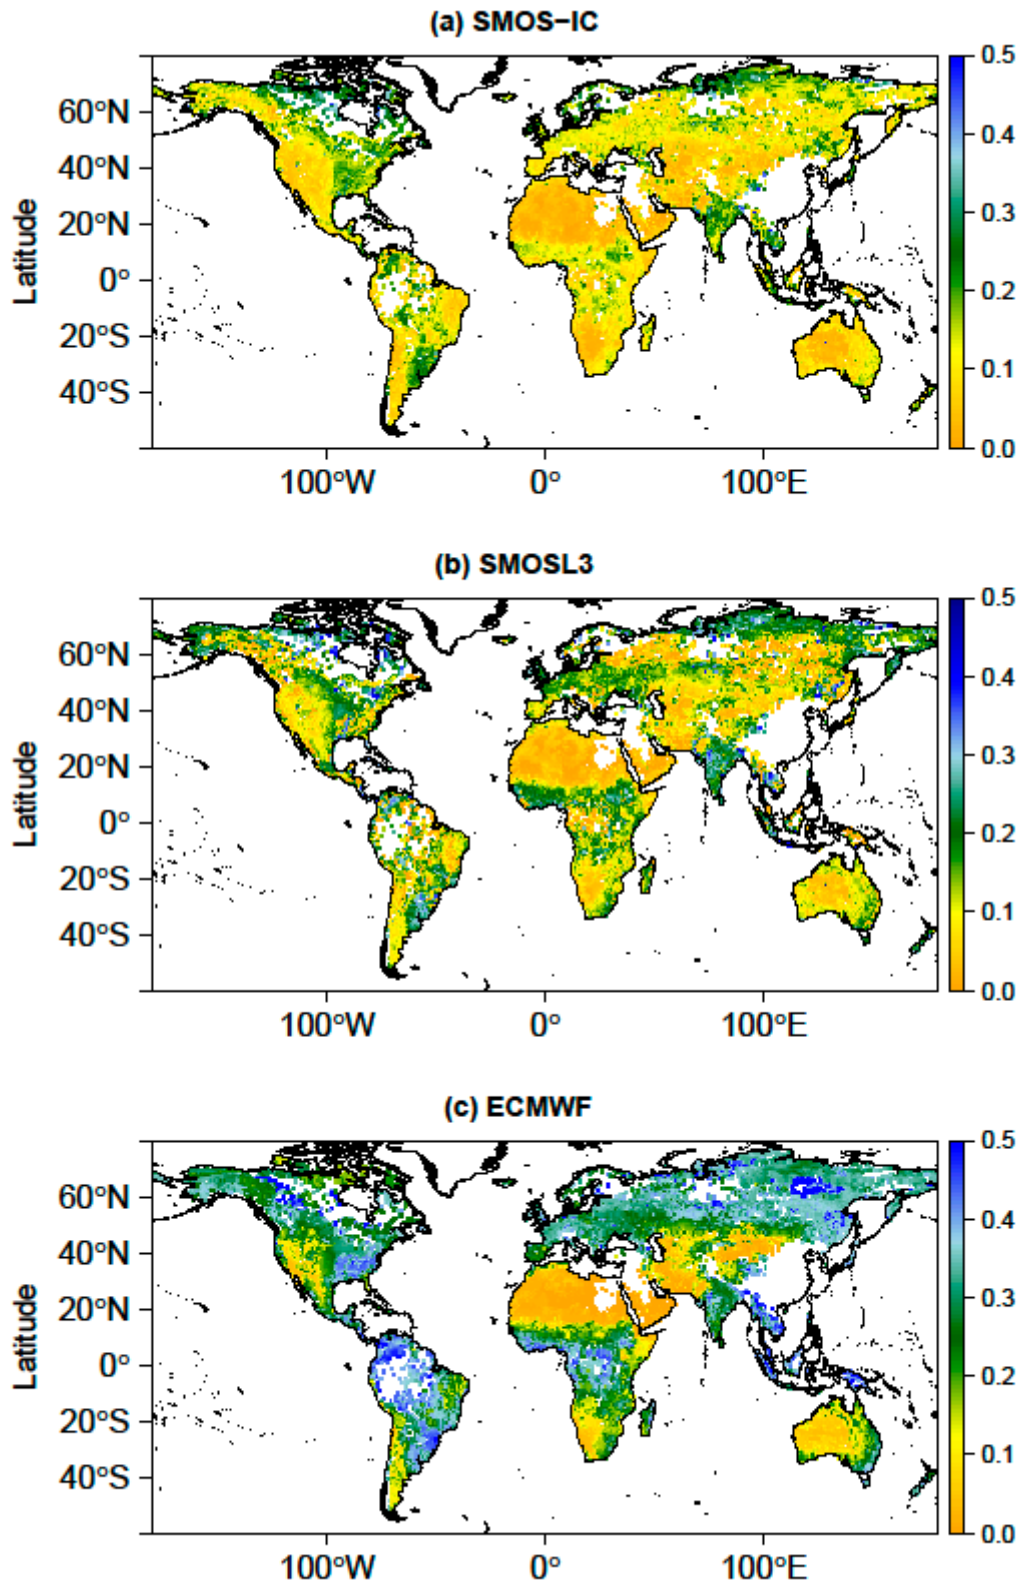 (a) SMOS−IC
Latitude
60°N
40°N
20°N
0°
20°S
40°S
100°W
0°
100°E
0.5
0.4
0.3
0.2
0.1
0.0
(b) SMOSL3
Latitude
60°N
40°N
20°N
0°
20°S
40°S
100°W
0°
100°E
0.5
0.4
0.3
0.2
0.1
0.0
(c) ECMWF
Latitude
60°N
40°N
20°N
0°
20°S
40°S
100°W
0°
100°E
0.5
0.4
0.3
0.2
0.1
0.0